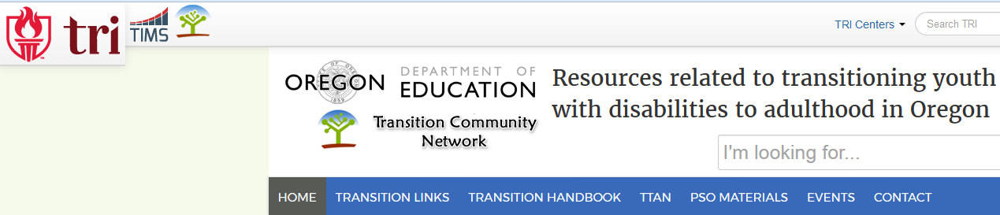 tri
TIMS
TRI Centers
Search TRI
OREGON
1859
DEPARTMENT OF
EDUCATION
Transition Community
Network
Resources related to transitioning youth
with disabilities to adulthood in Oregon
I'm looking for...
HOME
TRANSITION LINKS
TRANSITION HANDBOOK
TTAN
PSO MATERIALS
EVENTS
CONTACT